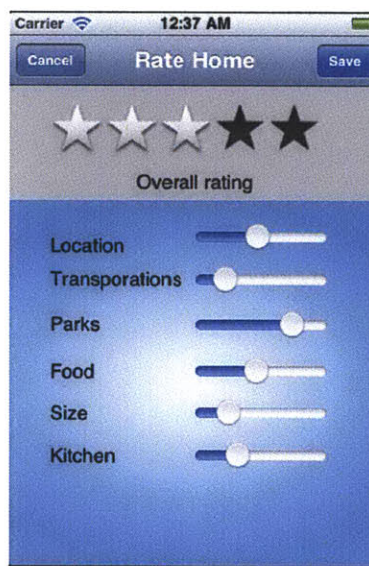 Carrier 12:37 AM
Cancel Rate Home Save
Overall rating
Location
Transporations
Parks
Food
Size
Kitchen